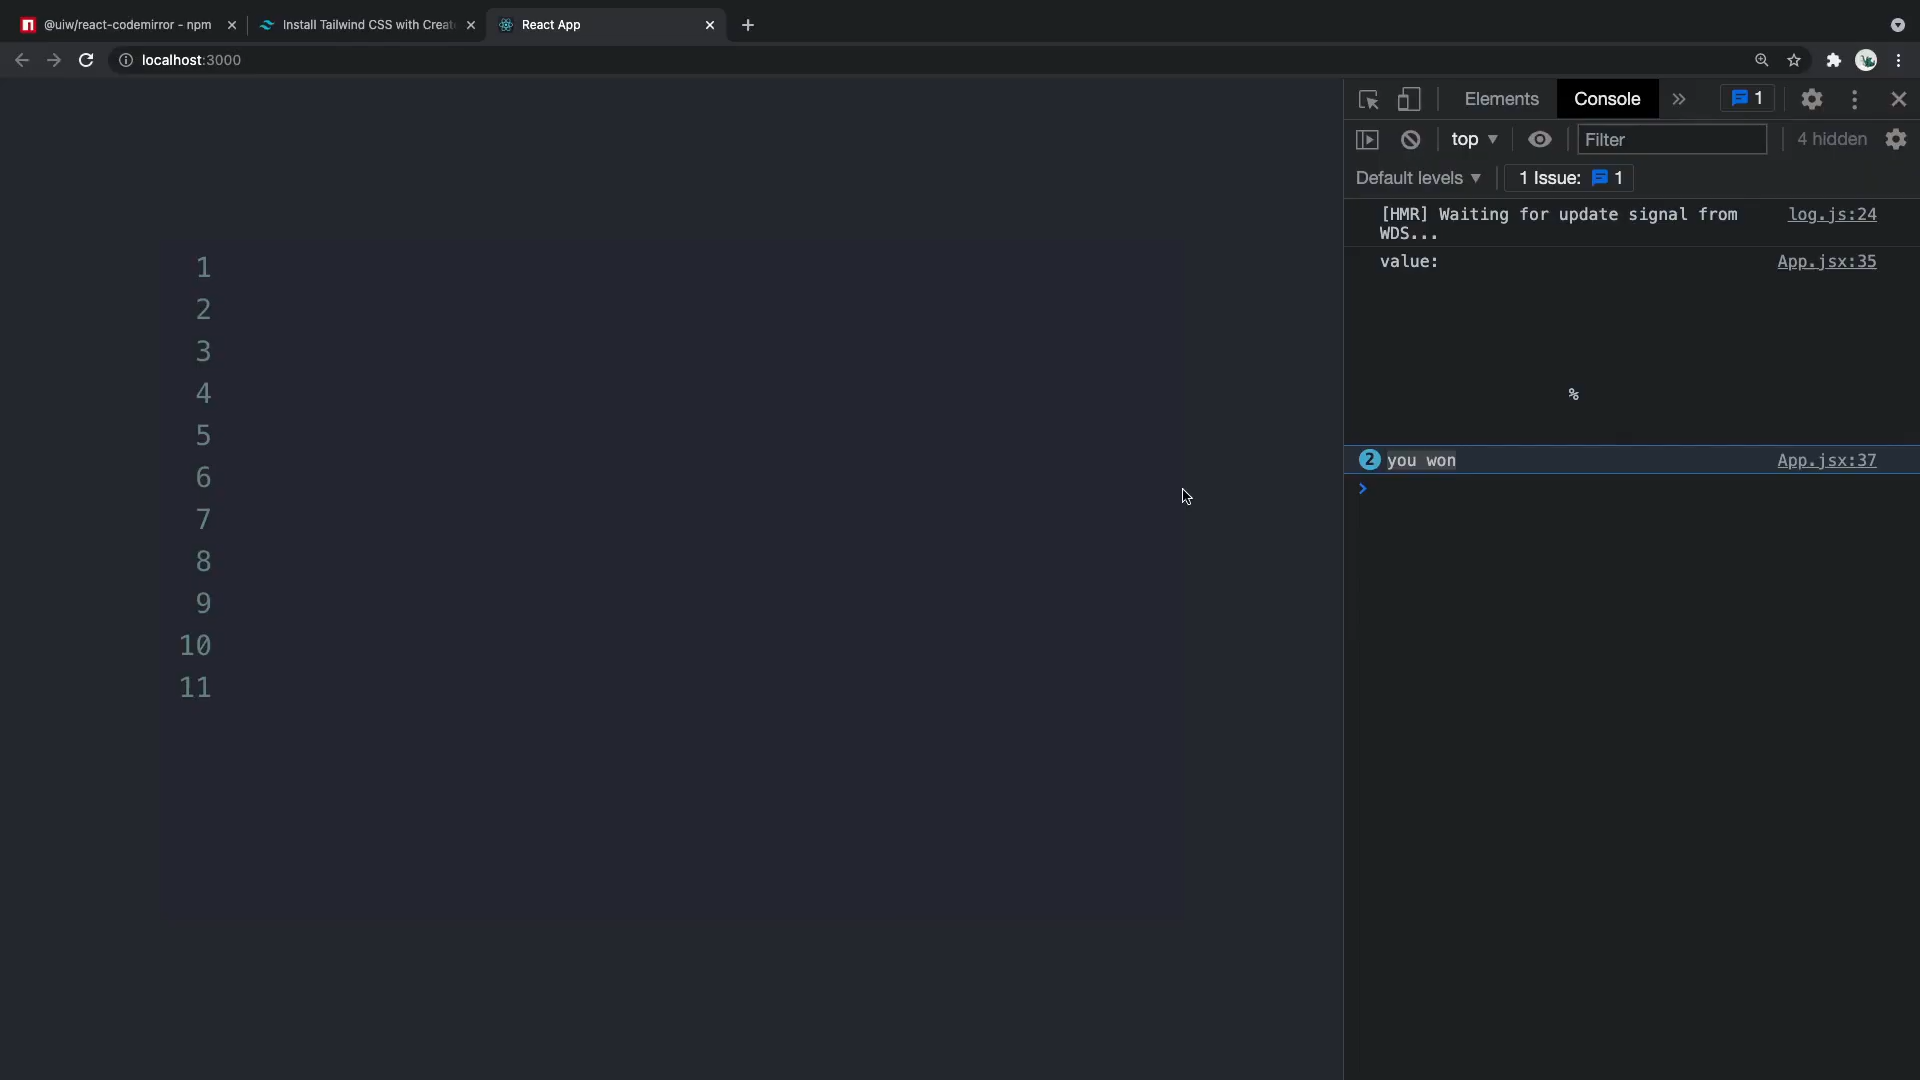 @uiw/react-codemirror - npm
Install Tailwind CSS with Creat
React App
localhost:3000
Elements
Console
1
top
Filter
4 hidden
Default levels
1 Issue: 1
[HMR] Waiting for update signal from log.js:24
WDS...
value: App.jsx:35
%
2 you won App.jsx:37
1
2
3
4
5
6
7
8
9
10
11